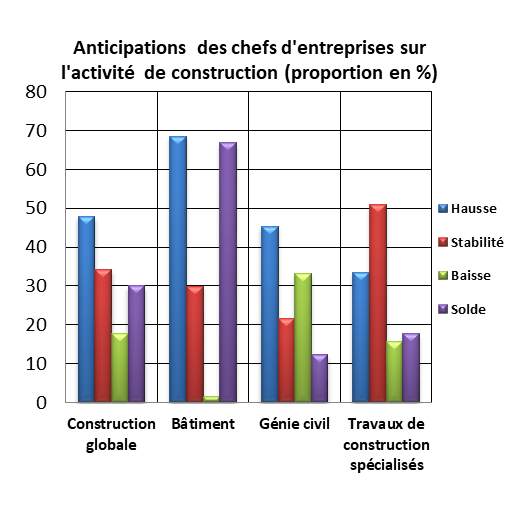 Anticipations des chefs d'entreprises sur
l'activité de construction (proportion en %)
80
70
60
50
40
30
20
10
0
Hausse
Stabilité
Baisse
Solde
Construction
globale
Bâtiment
Génie civil
Travaux de
construction
spécialisés